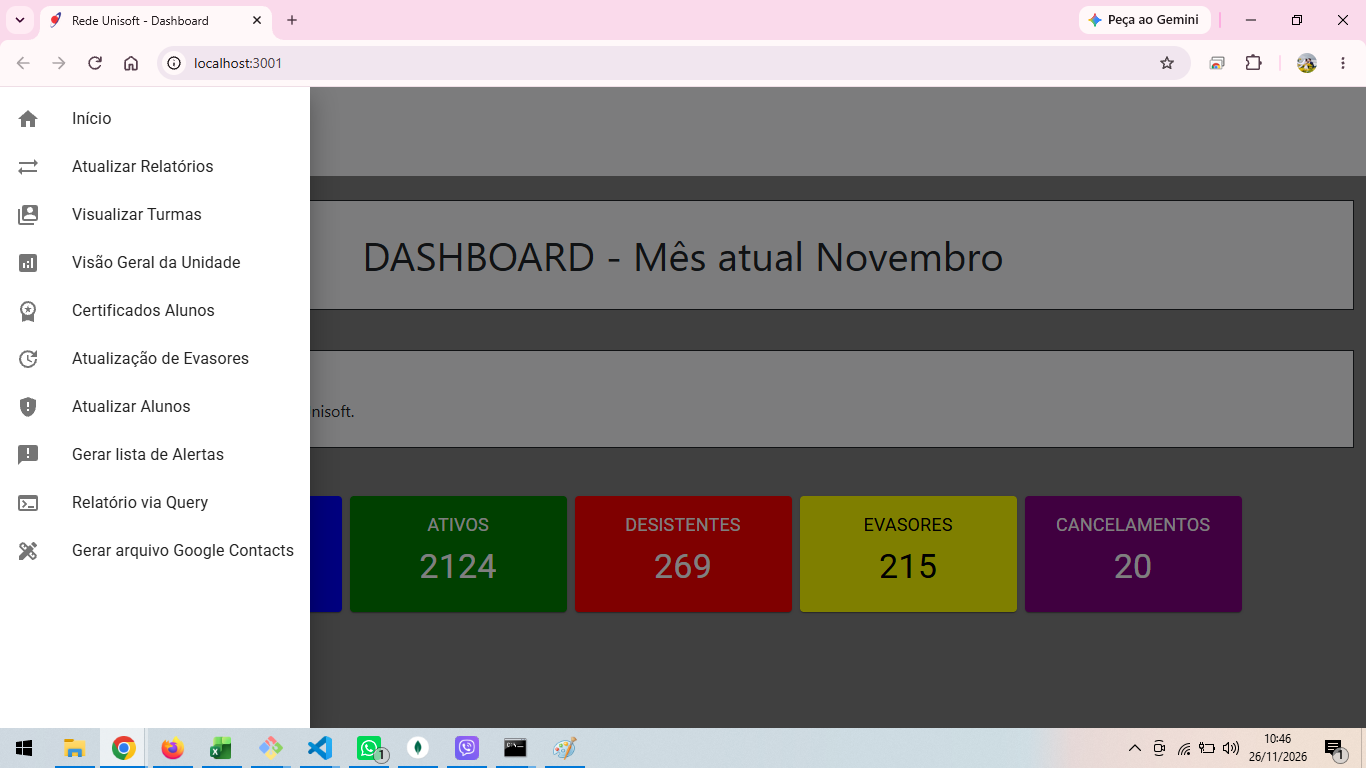 Rede Unisoft - Dashboard
Peça ao Gemini
localhost:3001
Início
Atualizar Relatórios
Visualizar Turmas
Visão Geral da Unidade
Certificados Alunos
Atualização de Evasores
Atualizar Alunos
Gerar lista de Alertas
Relatório via Query
Gerar arquivo Google Contacts
DASHBOARD - Mês atual Novembro
nisoft.
ATIVOS
2124
DESISTENTES
269
EVASORES
215
CANCELAMENTOS
20
1
10:46
26/11/2026
1